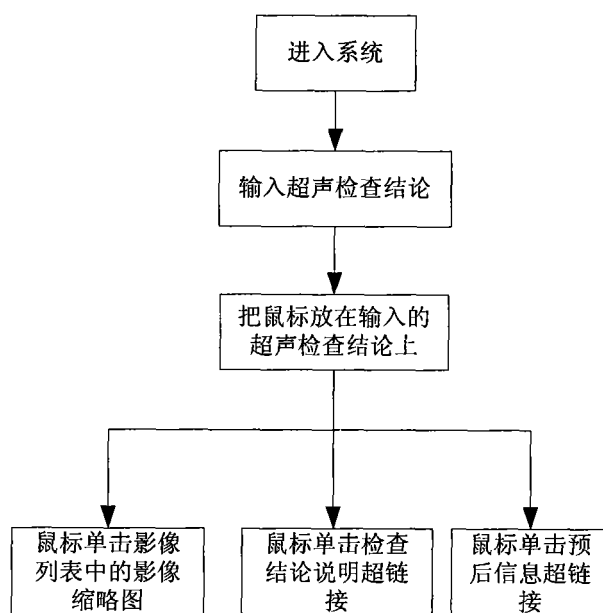 进入系统
输入超声检查结论
把鼠标放在输入的
超声检查结论上
鼠标单击影像
列表中的影像
缩略图
鼠标单击检查
结论说明超链
接
鼠标单击预
后信息超链
接